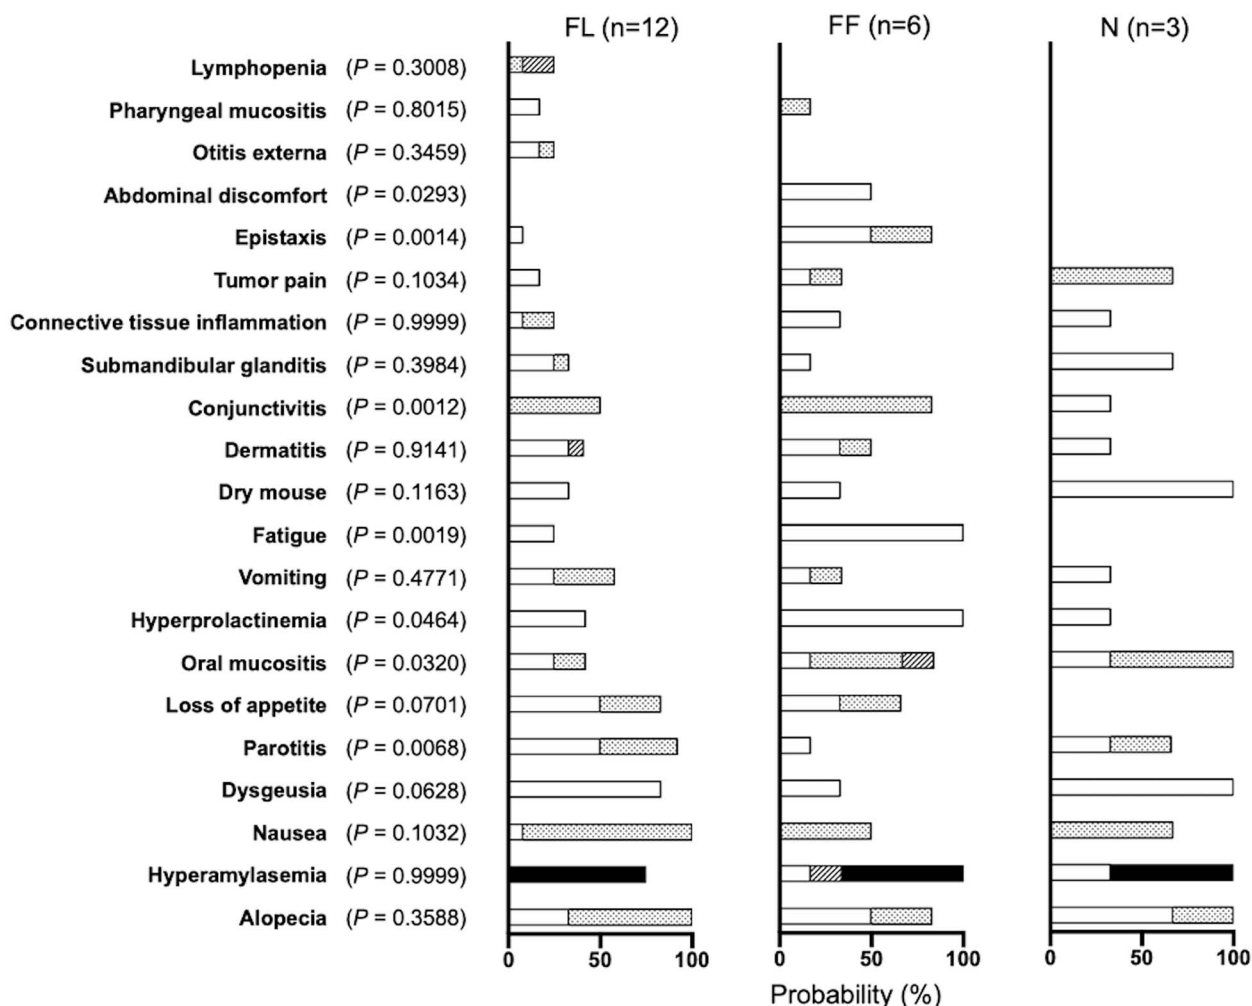 FL (n=12) FF (n=6) N (n=3)
Lymphopenia (P = 0.3008)
Pharyngeal mucositis (P = 0.8015)
Otitis externa (P = 0.3459)
Abdominal discomfort (P = 0.0293)
Epistaxis (P = 0.0014)
Tumor pain (P = 0.1034)
Connective tissue inflammation (P = 0.9999)
Submandibular glanditis (P = 0.3984)
Conjunctivitis (P = 0.0012)
Dermatitis (P = 0.9141)
Dry mouse (P = 0.1163)
Fatigue (P = 0.0019)
Vomiting (P = 0.4771)
Hyperprolactinemia (P = 0.0464)
Oral mucositis (P = 0.0320)
Loss of appetite (P = 0.0701)
Parotitis (P = 0.0068)
Dysgeusia (P = 0.0628)
Nausea (P = 0.1032)
Hyperamylasemia (P = 0.9999)
Alopecia (P = 0.3588)
0 50 100 0 50 100 0 50 100
Probability (%)